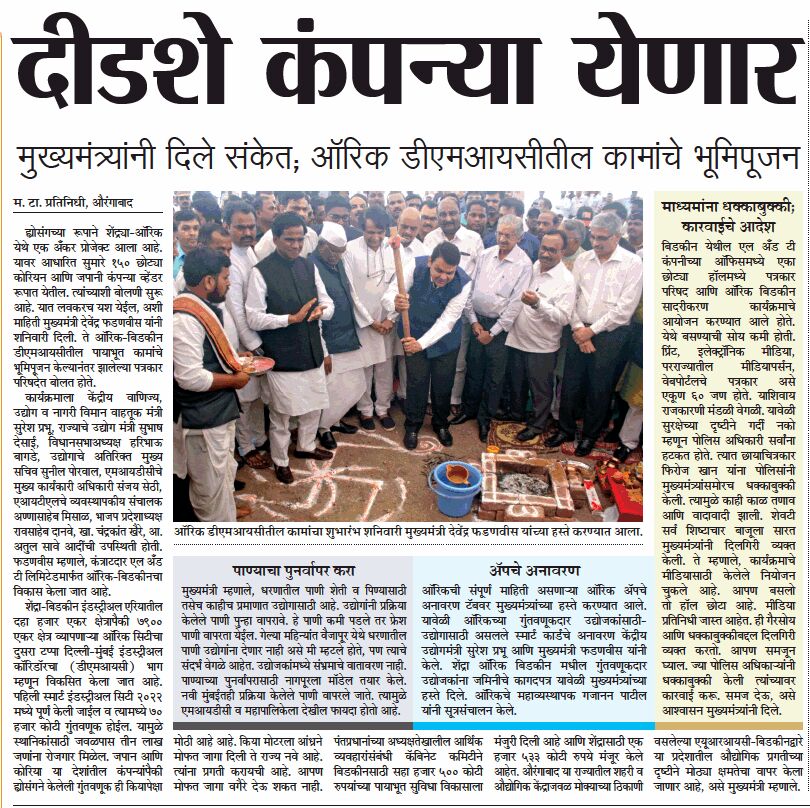 दीडशे कंपन्या येणार
मुख्यमंत्र्यांनी दिले संकेत; ऑरिक डीएमआयसीतील कामांचे भूमिपूजन
म. टा. प्रतिनिधी, औरंगाबाद
ह्योसंगच्या रूपाने शेंद्र्या-ऑरिक
येथे एक अँकर प्रोजेक्ट आला आहे.
यावर आधारित सुमारे १५० छोट्या
कोरियन आणि जपानी कंपन्या व्हेंडर
रूपात येतील. त्यांच्याशी बोलणी सुरू
आहे. यात लवकरच यश येईल, अशी
माहिती मुख्यमंत्री देवेंद्र फडणवीस यांनी
शनिवारी दिली. ते ऑरिक-बिडकीन
डीएमआयसीतील पायाभूत कामांचे
भूमिपूजन केल्यानंतर झालेल्या पत्रकार
परिषदेत बोलत होते.
कार्यक्रमाला केंद्रीय वाणिज्य,
उद्योग व नागरी विमान वाहतूक मंत्री
सुरेश प्रभू, राज्याचे उद्योग मंत्री सुभाष
देसाई, विधानसभाअध्यक्ष हरिभाऊ
बागडे, उद्योगाचे अतिरिक्त मुख्य
सचिव सुनील पोरवाल, एमआयडीसीचे
मुख्य कार्यकारी अधिकारी संजय सेठी,
एआयटीएलचे व्यवस्थापकीय संचालक
अण्णासाहेब मिसाळ, भाजप प्रदेशाध्यक्ष
रावसाहेब दानवे, खा. चंद्रकांत खैरे, आ.
अतुल सावे आदींची उपस्थिती होती.
फडणवीस म्हणाले, कंत्राटदार एल अँड
टी लिमिटेडमार्फत ऑरिक-बिडकीनचा
विकास केला जात आहे.
शेंद्रा-बिडकीन इंडस्ट्रीअल एरियातील
दहा हजार एकर क्षेत्रापैकी ७९००
एकर क्षेत्र व्यापणाऱ्या ऑरिक सिटीचा
दुसरा टप्पा दिल्ली-मुंबई इंडस्ट्रीअल
कॉरिडॉरचा (डीएमआयसी) भाग
म्हणून विकसित केला जात आहे.
पहिली स्मार्ट इंडस्ट्रीअल सिटी २०२२
मध्ये पूर्ण केली जाईल व त्यामध्ये ७०
हजार कोटी गुंतवणूक होईल. यामुळे
स्थानिकांसाठी जवळपास तीन लाख
जणांना रोजगार मिळेल. जपान आणि
कोरिया या देशांतील कंपन्यांपैकी
ह्योसंगने केलेली गुंतवणूक ही कियापेक्षा
ऑरिक डीएमआयसीतील कामांचा शुभारंभ शनिवारी मुख्यमंत्री देवेंद्र फडणवीस यांच्या हस्ते करण्यात आला.
पाण्याचा पुनर्वापर करा
मुख्यमंत्री म्हणाले, धरणातील पाणी शेती व पिण्यासाठी
तसेच काहीच प्रमाणात उद्योगासाठी आहे. उद्योगांनी प्रक्रिया
केलेले पाणी पुन्हा वापरावे. हे पाणी कमी पडले तर फ्रेश
पाणी वापरता येईल. गेल्या महिन्यांत वैजापूर येथे धरणातील
पाणी उद्योगांना देणार नाही असे मी म्हटले होते, पण त्याचे
संदर्भ वेगळे आहेत. उद्योजकांमध्ये संभ्रमाचे वातावरण नाही.
पाण्याच्या पुनर्वापरासाठी नागपूरला मॉडेल तयार केले.
नवी मुंबईतही प्रक्रिया केलेले पाणी वापरले जाते. त्यामुळे
एमआयडीसी व महापालिकेला देखील फायदा होतो आहे.
ॲपचे अनावरण
ऑरिकची संपूर्ण माहिती असणाऱ्या ऑरिक ॲपचे
अनावरण टॅबवर मुख्यमंत्र्यांच्या हस्ते करण्यात आले.
यावेळी ऑरिकच्या गुंतवणूकदार उद्योजकांसाठी-
उद्योगासाठी असलले स्मार्ट कार्डचे अनावरण केंद्रीय
उद्योगमंत्री सुरेश प्रभू आणि मुख्यमंत्री फडणवीस यांनी
केले. शेंद्रा ऑरिक बिडकीन मधील गुंतवणूकदार
उद्योजकांना जमिनीचे कागदपत्र यावेळी मुख्यमंत्र्यांच्या
हस्ते दिले. ऑरिकचे महाव्यवस्थापक गजानन पाटील
यांनी सूत्रसंचालन केले.
मोठी आहे आहे. किया मोटरला आंध्रने
मोफत जागा दिली ते राज्य नवे आहे.
त्यांना प्रगती करायची आहे. आपण
मोफत जागा वगैरे देऊ शकत नाही.
पंतप्रधानांच्या अध्यक्षतेखालील आर्थिक
व्यवहारांसंबंधी कॅबिनेट कमिटीने
बिडकीनसाठी सहा हजार ५०० कोटी
रुपयांच्या पायाभूत सुविधा विकासाला
मंजुरी दिली आहे आणि शेंद्रासाठी एक
हजार ५३३ कोटी रुपये मंजूर केले
आहेत. औरंगाबाद या राज्यातील शहरी व
औद्योगिक केंद्राजवळ मोक्याच्या ठिकाणी
वसलेल्या एयूआरआयसी-बिडकीनद्वारे
या प्रदेशातील औद्योगिक प्रगतीच्या
दृष्टीने मोठ्या क्षमतेचा वापर केला
जाणार आहे, असे मुख्यमंत्री म्हणाले.
माध्यमांना धक्काबुक्की;
कारवाईचे आदेश
बिडकीन येथील एल अँड टी
कंपनीच्या ऑफिसमध्ये एका
छोट्या हॉलमध्ये पत्रकार
परिषद आणि ऑरिक बिडकीन
सादरीकरण कार्यक्रमाचे
आयोजन करण्यात आले होते.
येथे बसण्याची सोय कमी होती.
प्रिंट, इलेक्ट्रॉनिक मीडिया,
परराज्यातील मीडियापर्सन,
वेबपोर्टलचे पत्रकार असे
एकूण ६० जण होते. याशिवाय
राजकारणी मंडळी वेगळी. यावेळी
सुरक्षेच्या दृष्टीने गर्दी नको
म्हणून पोलिस अधिकारी सर्वांना
हटकत होते. त्यात छायाचित्रकार
फिरोज खान यांना पोलिसांनी
मुख्यमंत्र्यांसमोरच धक्काबुक्की
केली. त्यामुळे काही काळ तणाव
आणि वादावादी झाली. शेवटी
सर्व शिष्टाचार बाजूला सारत
मुख्यमंत्र्यांनी दिलगिरी व्यक्त
केली. ते म्हणाले, कार्यक्रमाचे
मीडियासाठी केलेले नियोजन
चुकले आहे. आपण बसलो
तो हॉल छोटा आहे. मीडिया
प्रतिनिधी जास्त आहेत. ही गैरसोय
आणि धक्काबुक्कीबद्दल दिलगिरी
व्यक्त करतो. आपण समजून
घ्याल. ज्या पोलिस अधिकाऱ्यांनी
धक्काबुक्की केली त्यांच्यावर
कारवाई करू. समज देऊ, असे
आश्वासन मुख्यमंत्र्यांनी दिले.